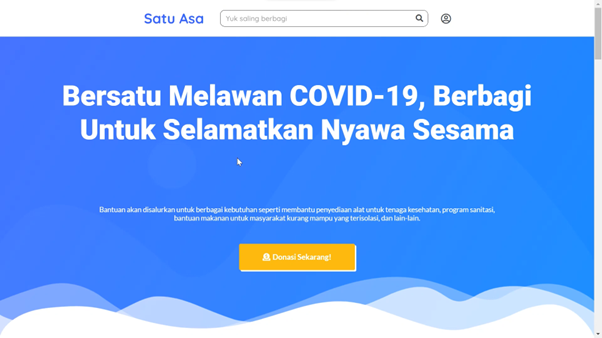 Satu Asa
Yuk saling berbagi
Bersatu Melawan COVID-19, Berbagi
Untuk Selamatkan Nyawa Sesama
Bantuan akan disalurkan untuk berbagai kebutuhan seperti membantu penyediaan alat untuk tenaga kesehatan, program sanitasi,
bantuan makanan untuk masyarakat kurang mampu yang terisolasi, dan lain-lain.
Donasi Sekarang!